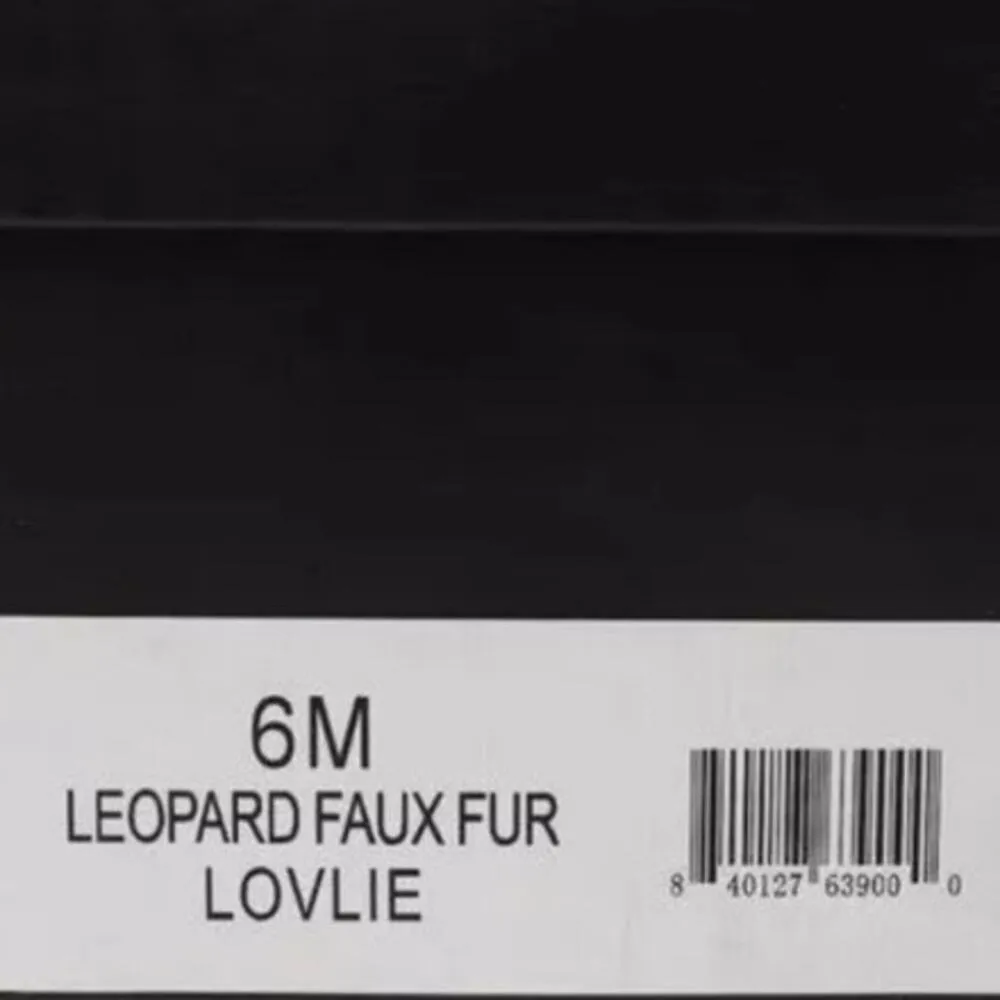 6M
LEOPARD FAUX FUR
LOVLIE
8 40127 63900 0